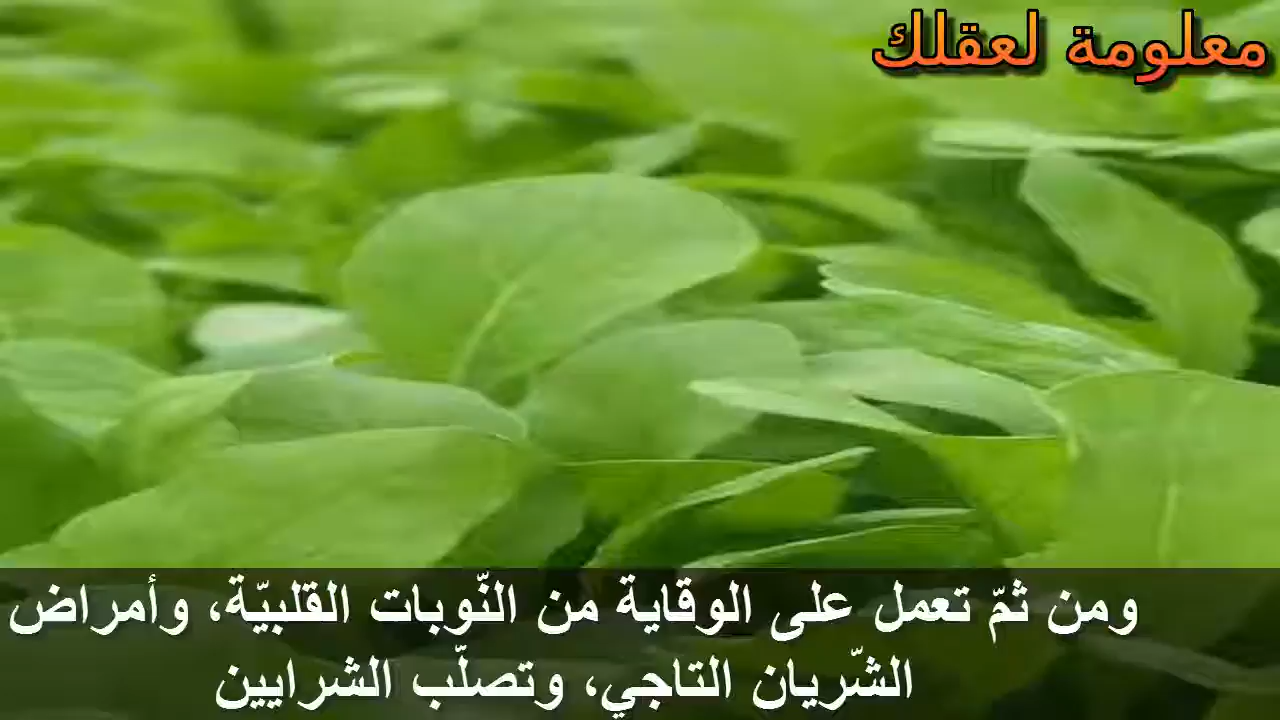 معلومة لعقلك
ومن ثمّ تعمل على الوقاية من النّوبات القلبيّة، وأمراض
الشّريان التاجي، وتصلّب الشرايين